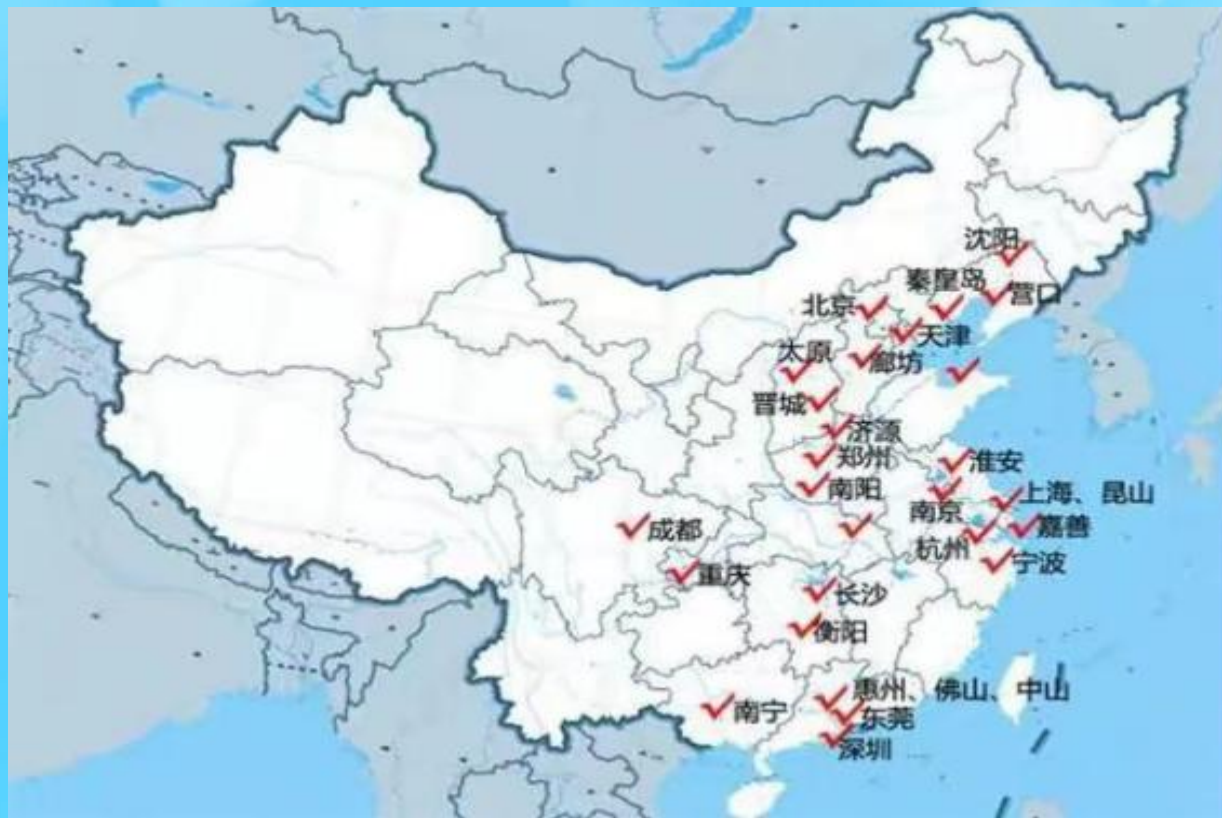 沈阳
秦皇岛
营口
北京
天津
太原
廊坊
晋城
济源
郑州
淮安
南阳
上海、昆山
南京
成都
嘉善
杭州
宁波
重庆
长沙
衡阳
惠州、佛山、中山
南宁
东莞
深圳